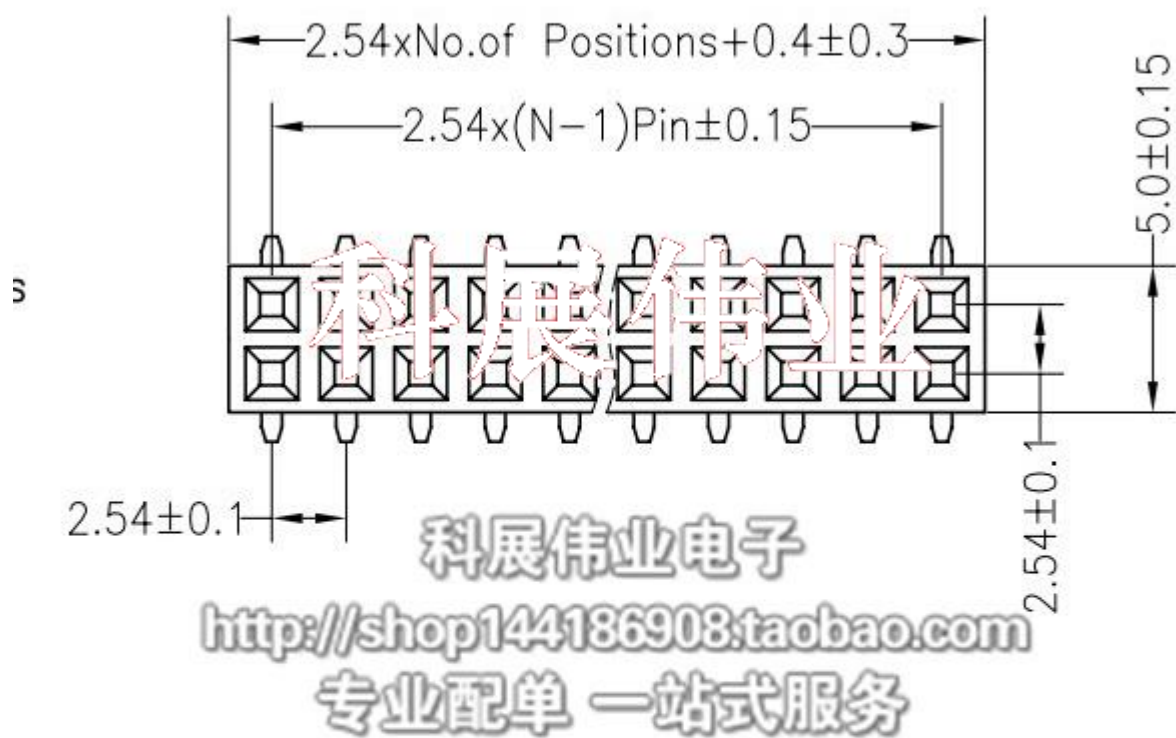 2.54xNo.of Positions+0.4±0.3
2.54x(N-1)Pin±0.15
5.0±0.15
科展伟业
s
2.54±0.1
2.54±0.1
科展伟业电子
http://shop144186908.taobao.com
专业配单 一站式服务